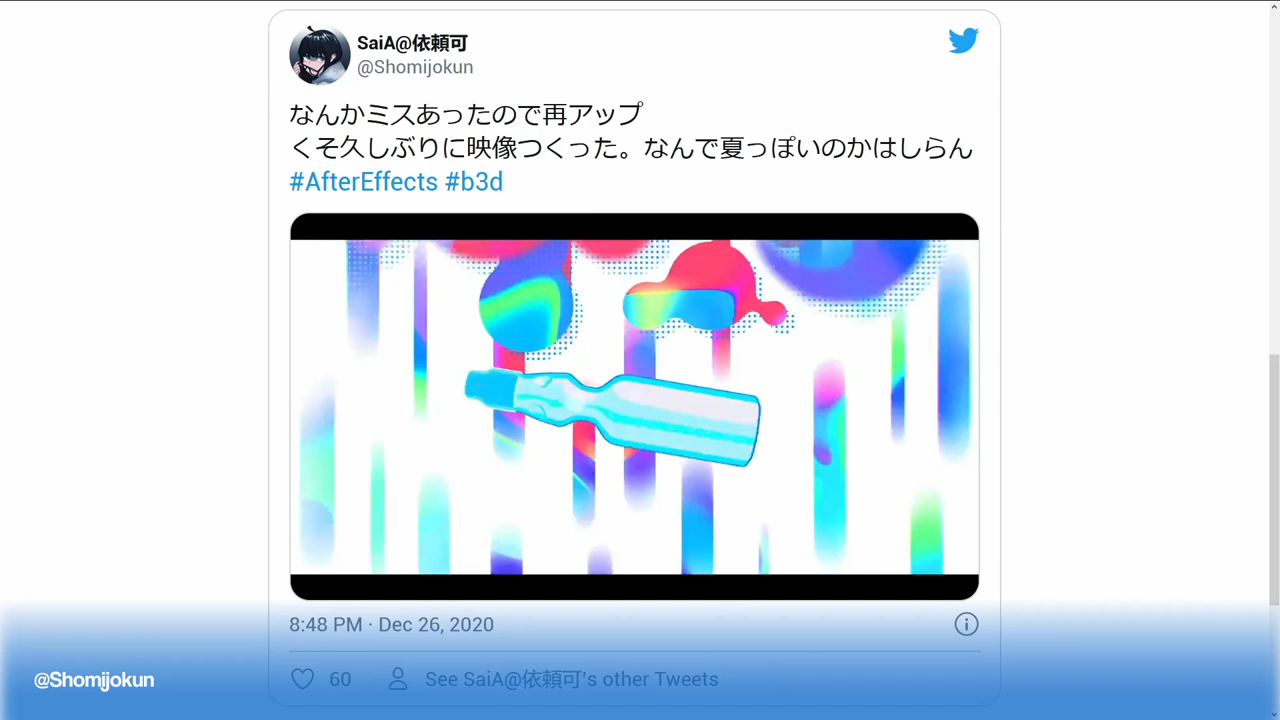 SaiA@依頼可
@Shomijokun
なんかミスあったので再アップ
くそ久しぶりに映像つくった。なんで夏っぽいのかはしらん
#AfterEffects #b3d
8:48 PM · Dec 26, 2020
60 See SaiA@依頼可's other Tweets
@Shomijokun